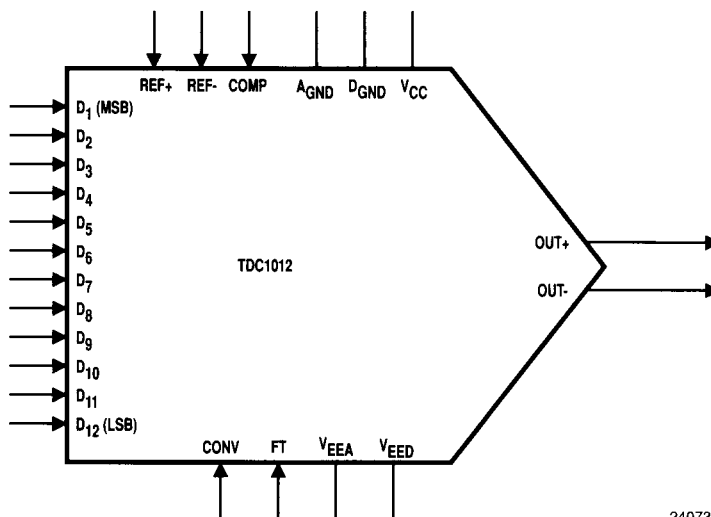 REF+ REF- COMP AGND DGND VCC
D1 (MSB)
D2
D3
D4
D5
D6
D7
D8
D9
D10
D11
D12 (LSB)
TDC1012
OUT+
OUT-
CONV FT VEEA VEED
24073